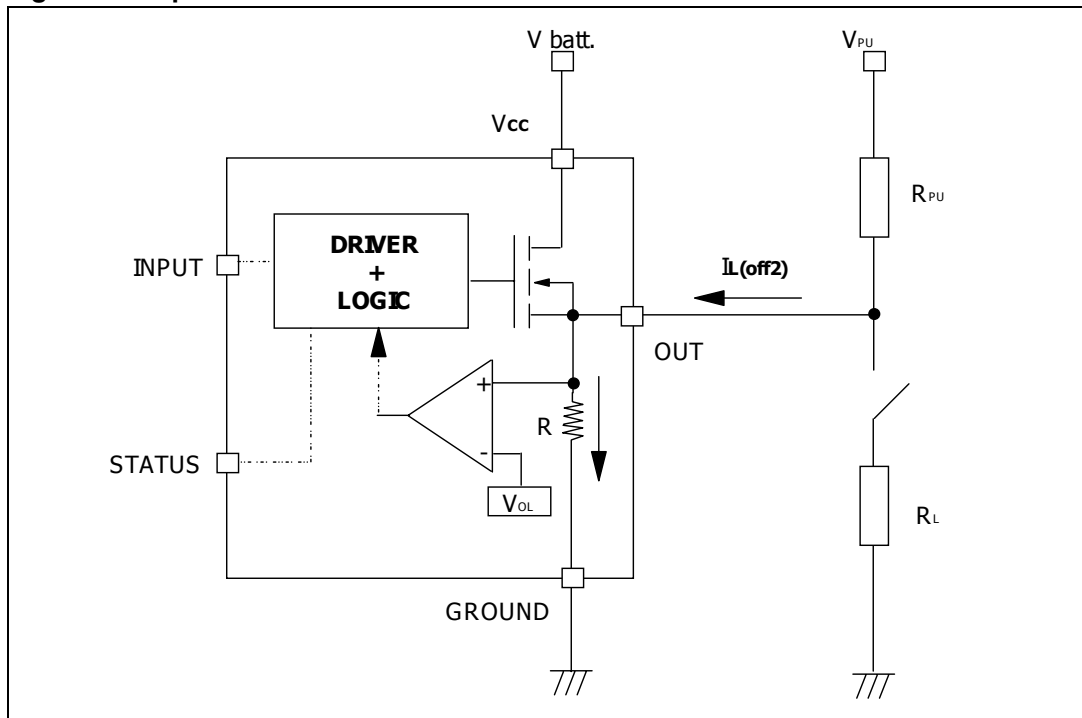 V batt.
VPU
Vcc
RPU
DRIVER
+
LOGIC
INPUT
IL(off2)
OUT
+
R
-
STATUS
VOL
RL
GROUND